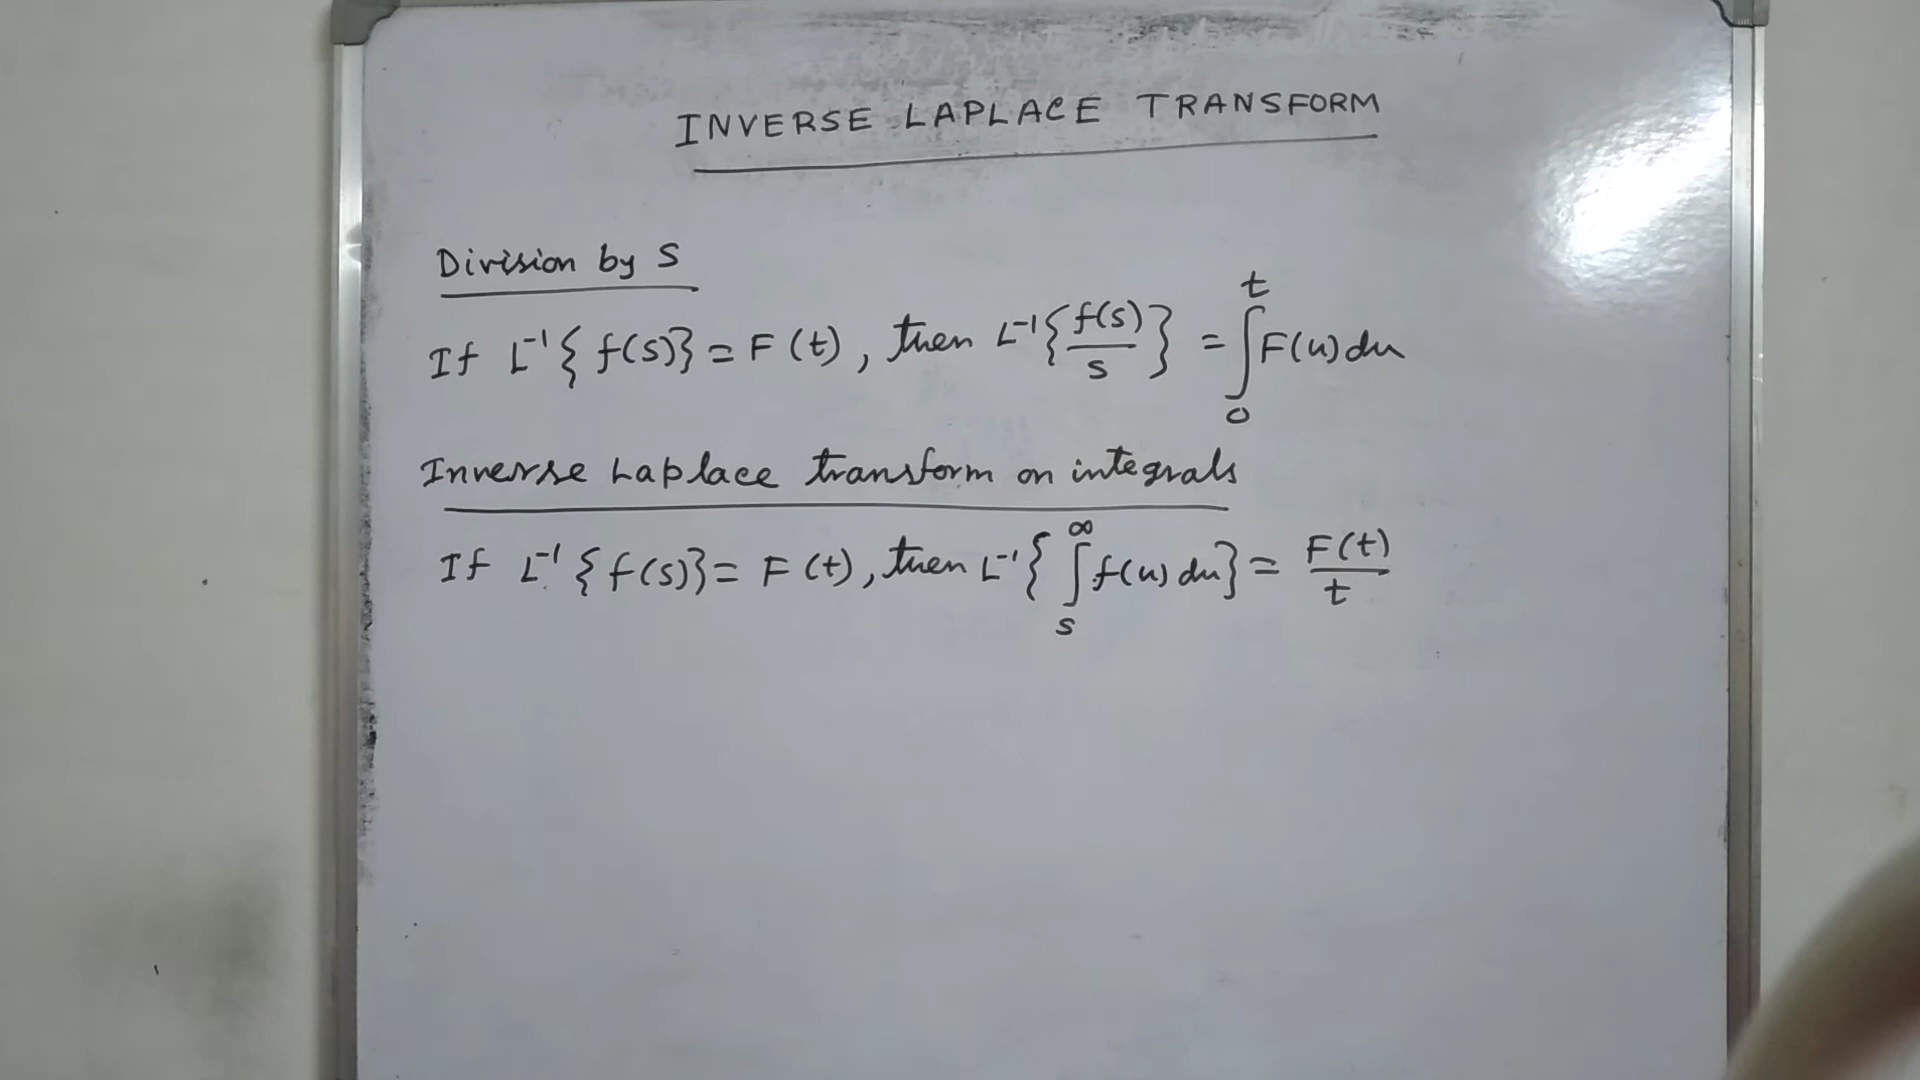 INVERSE LAPLACE TRANSFORM
Division by S
If L⁻¹{f(s)} = F(t), then L⁻¹{f(s)/s} = ∫₀ᵗ F(u) du
Inverse Laplace transform on integrals
If L⁻¹{f(s)} = F(t), then L⁻¹{∫ₛ^∞ f(u) du} = F(t)/t